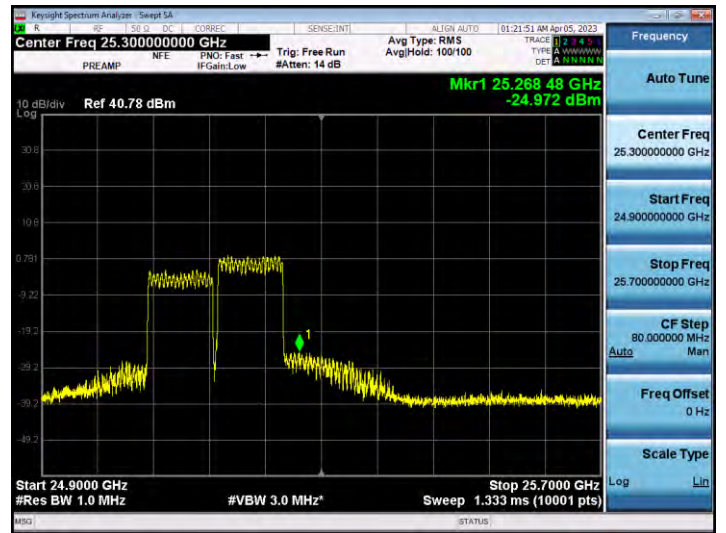 Keysight Spectrum Analyzer - Swept SA
R RF 50 Ω DC CORREC SENSE:INT ALIGN AUTO 01:21:51 AM Apr 05, 2023
Center Freq 25.300000000 GHz
PREAMP NFE PNO: Fast IFGain:Low
Trig: Free Run
#Atten: 14 dB
Avg Type: RMS
Avg|Hold: 100/100
TRACE 1 2 3 4 5 6
TYPE A WWWWW
DET A N N N N N
Mkr1 25.268 48 GHz
-24.972 dBm
10 dB/div Ref 40.78 dBm
Log
30.8
20.8
10.8
0.781
-9.22
-19.2
-29.2
-39.2
-49.2
1
Start 24.9000 GHz Stop 25.7000 GHz
#Res BW 1.0 MHz #VBW 3.0 MHz* Sweep 1.333 ms (10001 pts)
MSG STATUS
Frequency
Auto Tune
Center Freq
25.300000000 GHz
Start Freq
24.900000000 GHz
Stop Freq
25.700000000 GHz
CF Step
80.000000 MHz
Auto Man
Freq Offset
0 Hz
Scale Type
Log Lin